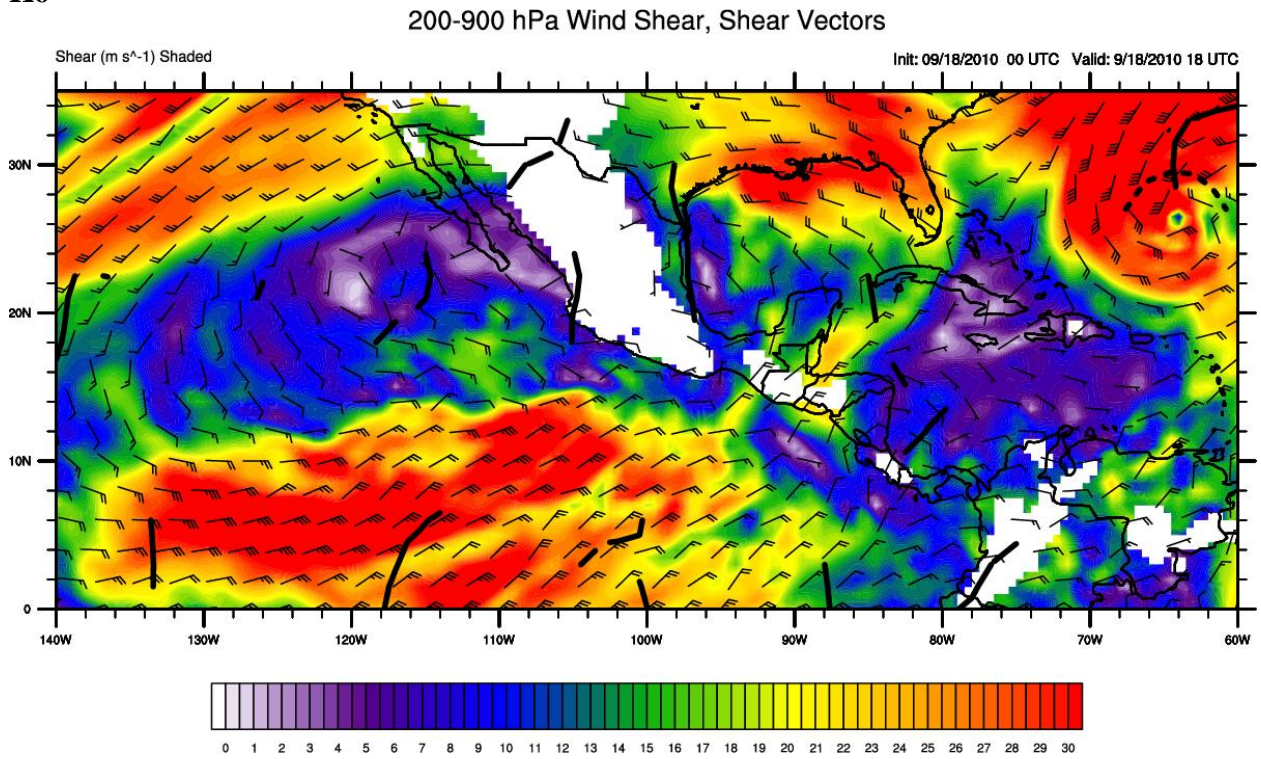 200-900 hPa Wind Shear, Shear Vectors
Shear (m s^-1) Shaded
Init: 09/18/2010 00 UTC Valid: 9/18/2010 18 UTC
30N
20N
10N
0
140W 130W 120W 110W 100W 90W 80W 70W 60W
0 1 2 3 4 5 6 7 8 9 10 11 12 13 14 15 16 17 18 19 20 21 22 23 24 25 26 27 28 29 30